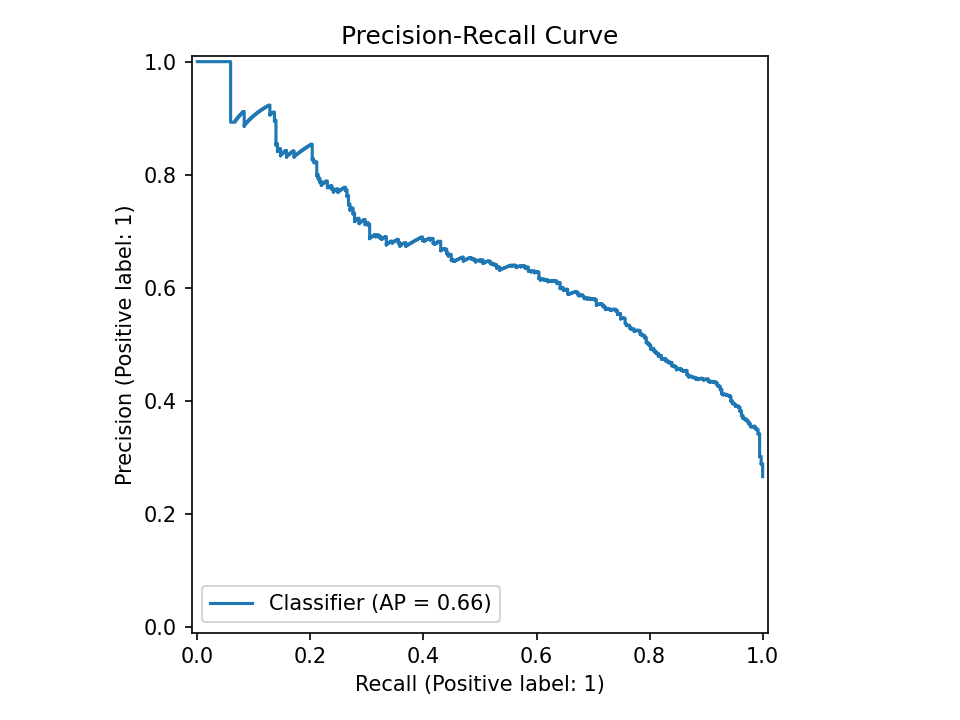 Precision-Recall Curve
1.0
0.8
0.6
0.4
0.2
0.0
Precision (Positive label: 1)
Classifier (AP = 0.66)
0.0 0.2 0.4 0.6 0.8 1.0
Recall (Positive label: 1)